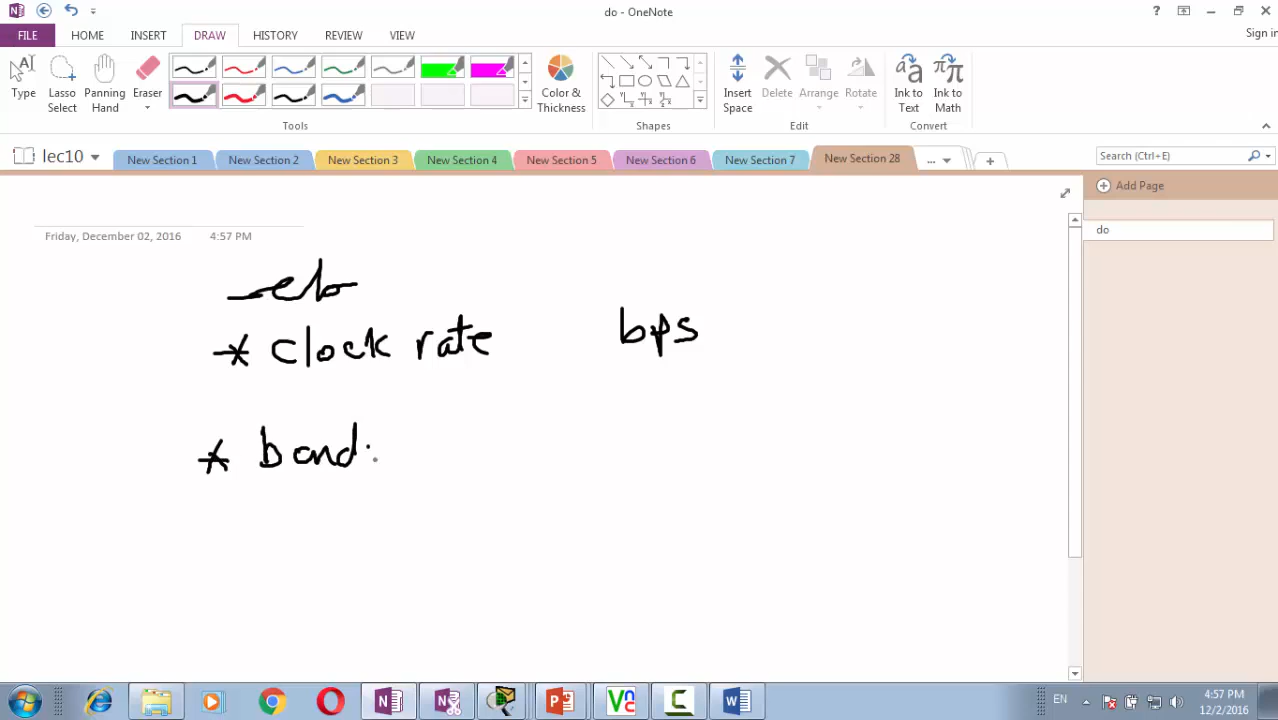 do - OneNote
Sign in
FILE HOME INSERT DRAW HISTORY REVIEW VIEW
Type
Lasso Select
Panning Hand
Eraser
Color & Thickness
Insert Space
Delete
Arrange
Rotate
Ink to Text
Ink to Math
Tools
Shapes
Edit
Convert
lec10 New Section 1 New Section 2 New Section 3 New Section 4 New Section 5 New Section 6 New Section 7 New Section 28 ...
Search (Ctrl+E)
Add Page
do
Friday, December 02, 2016 4:57 PM
* Clock rate bps
* band
EN
4:57 PM
12/2/2016